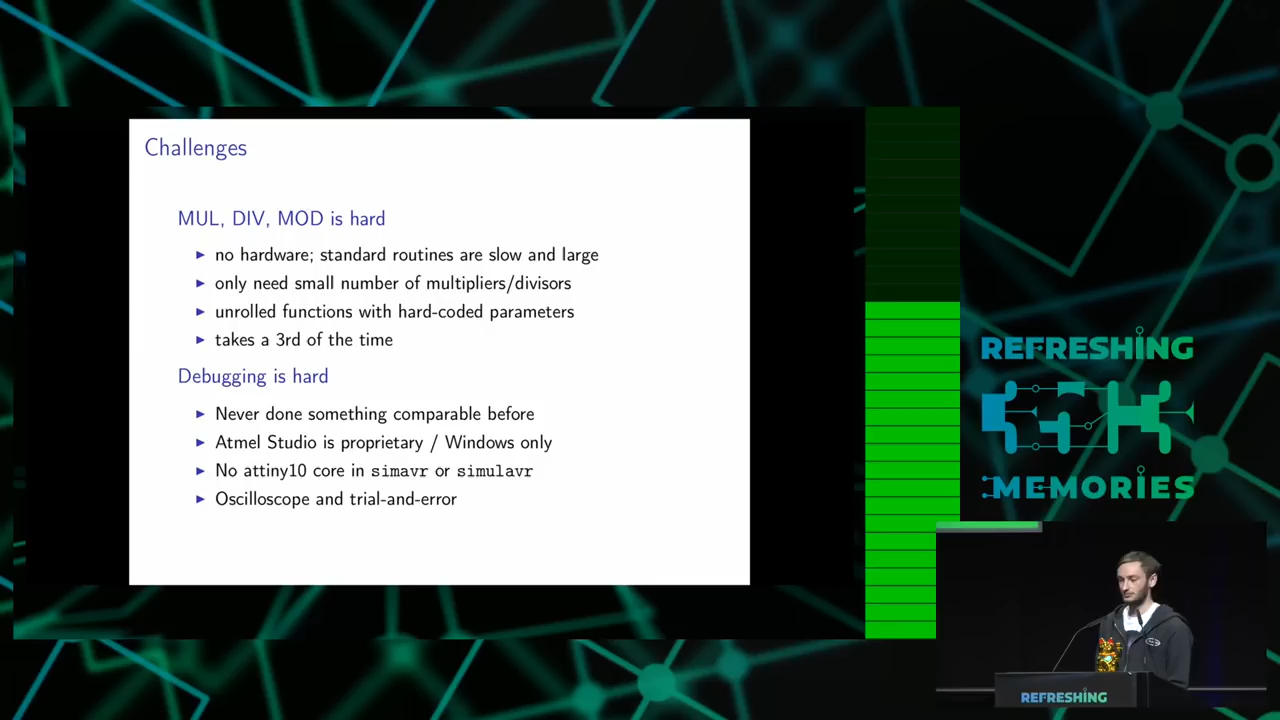 Challenges
MUL, DIV, MOD is hard
▶ no hardware; standard routines are slow and large
▶ only need small number of multipliers/divisors
▶ unrolled functions with hard-coded parameters
▶ takes a 3rd of the time
Debugging is hard
▶ Never done something comparable before
▶ Atmel Studio is proprietary / Windows only
▶ No attiny10 core in simavr or simulavr
▶ Oscilloscope and trial-and-error
REFRESHING
MEMORIES
REFRESHING